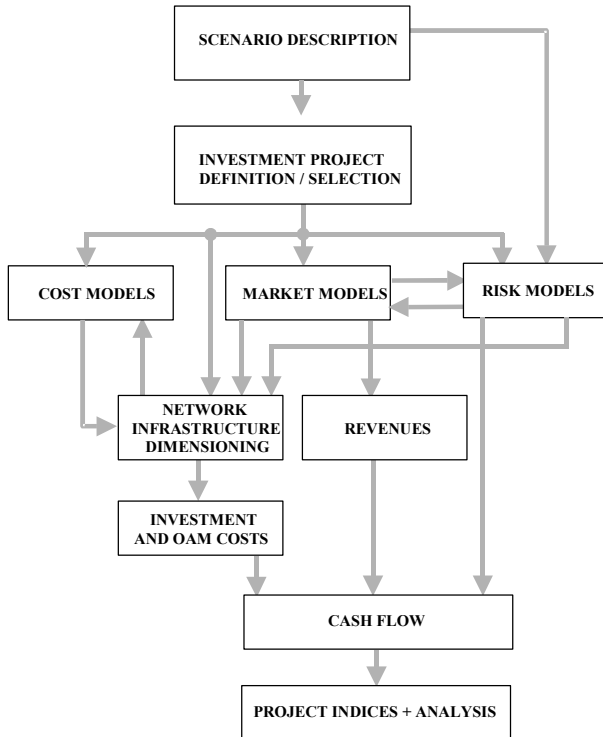 SCENARIO DESCRIPTION
INVESTMENT PROJECT
DEFINITION / SELECTION
COST MODELS
MARKET MODELS
RISK MODELS
NETWORK
INFRASTRUCTURE
DIMENSIONING
REVENUES
INVESTMENT
AND OAM COSTS
CASH FLOW
PROJECT INDICES + ANALYSIS